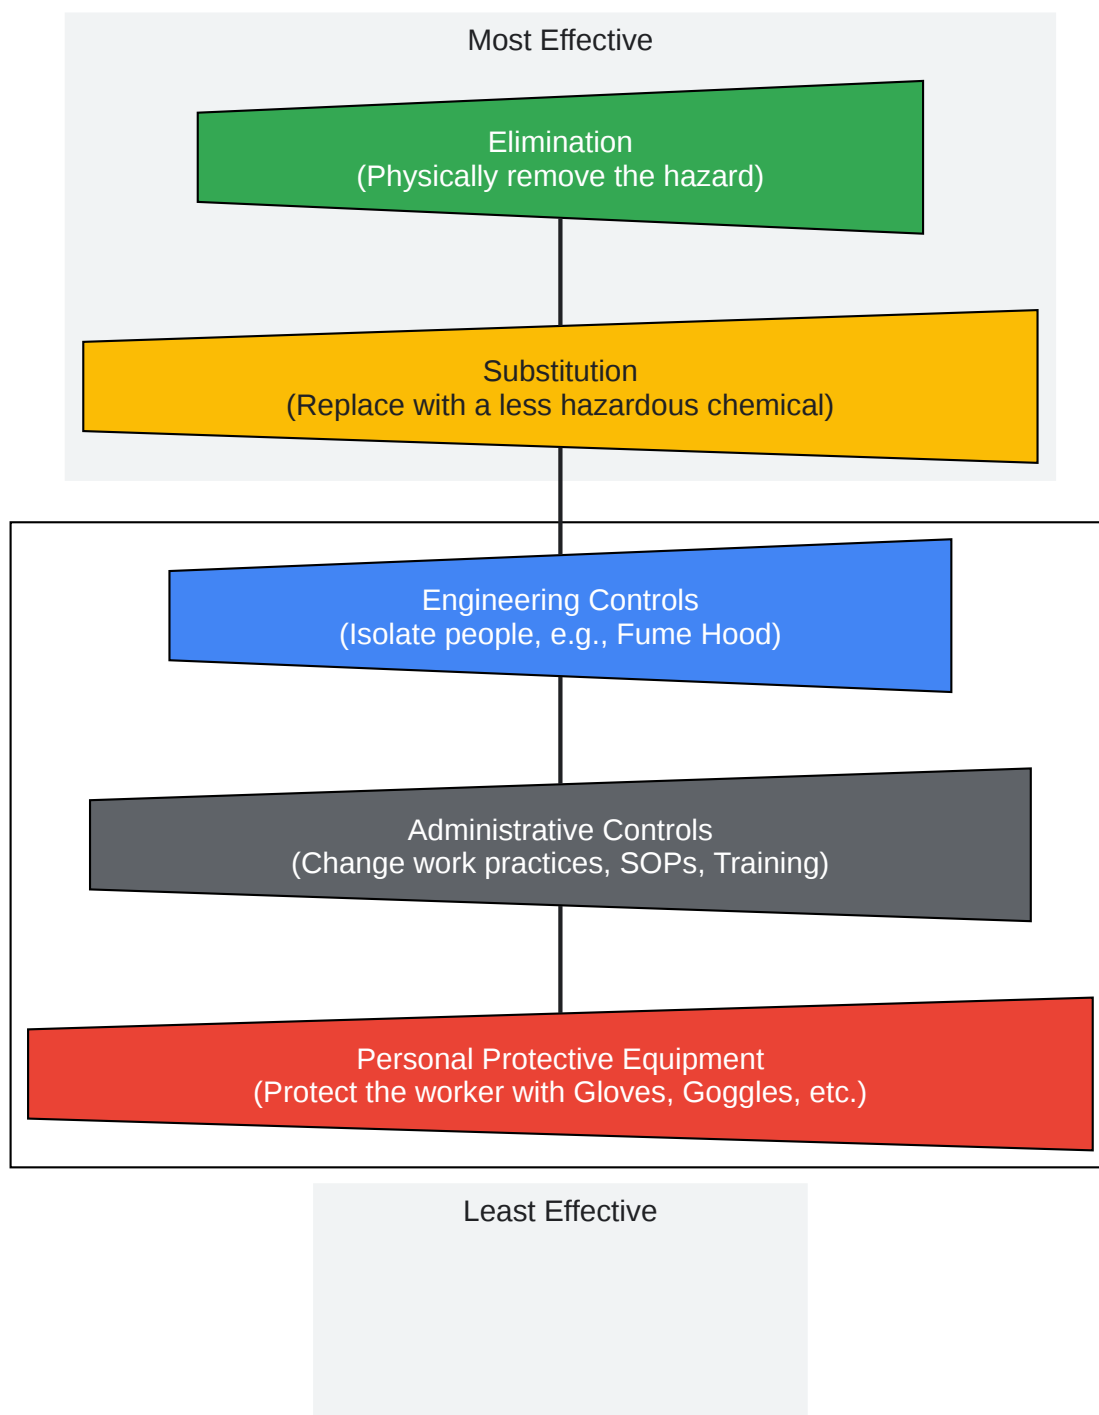 Most Effective
Elimination
(Physically remove the hazard)
Substitution
(Replace with a less hazardous chemical)
Engineering Controls
(Isolate people, e.g., Fume Hood)
Administrative Controls
(Change work practices, SOPs, Training)
Personal Protective Equipment
(Protect the worker with Gloves, Goggles, etc.)
Least Effective